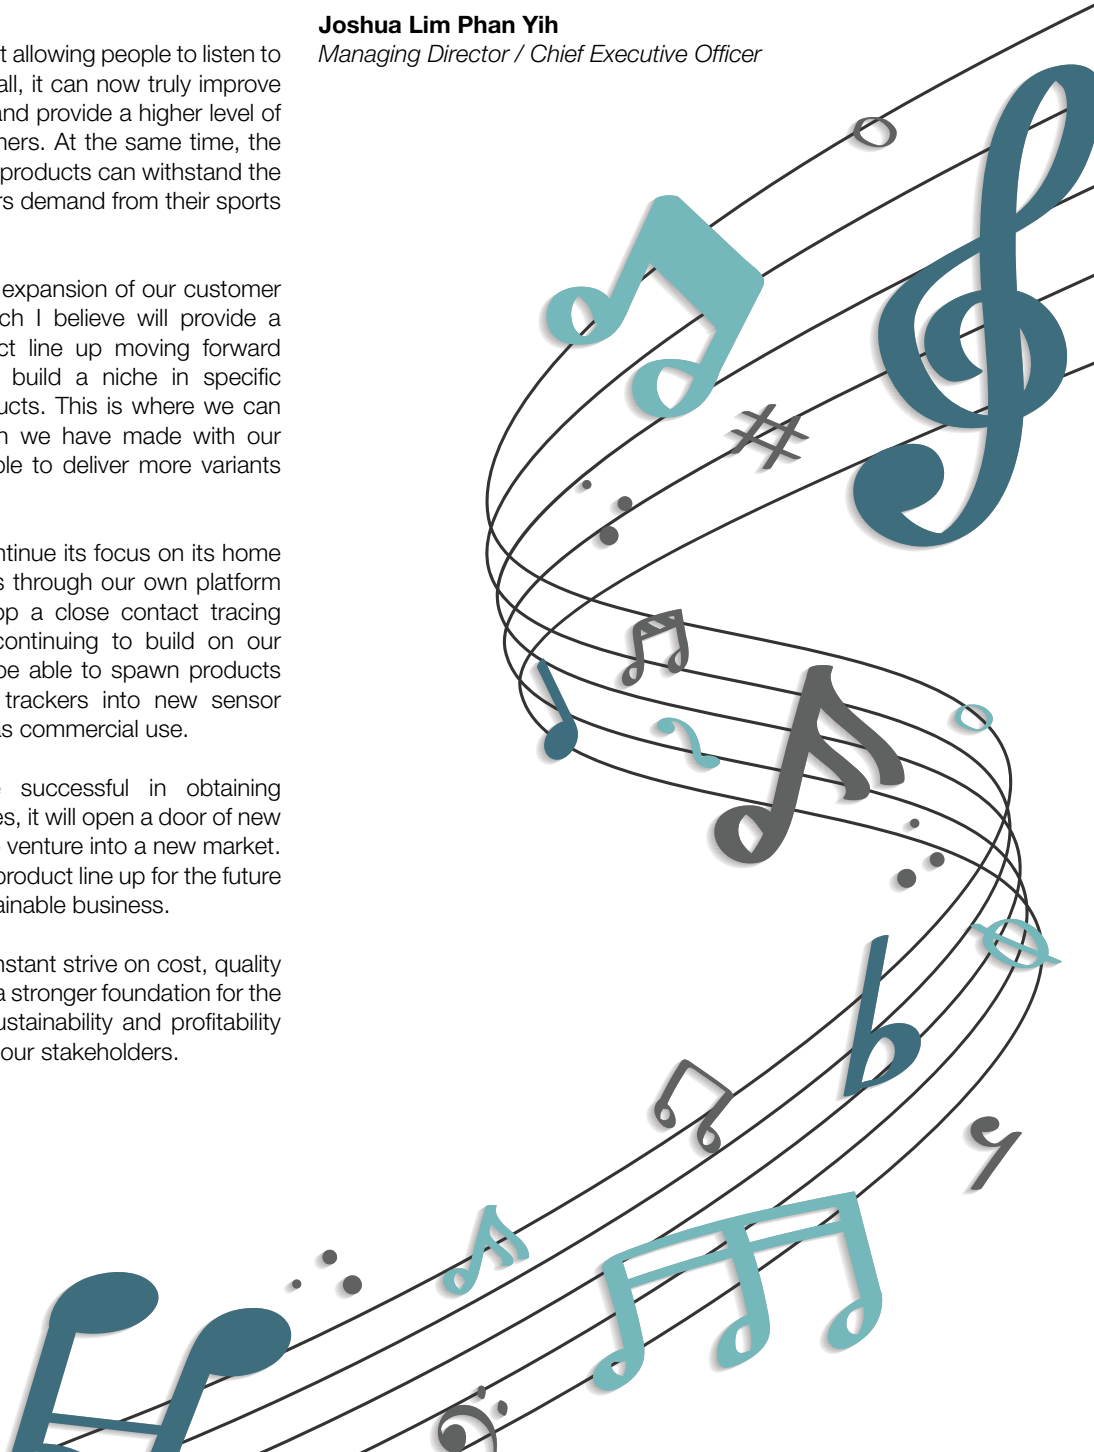 t allowing people to listen to
all, it can now truly improve
and provide a higher level of
ners. At the same time, the
products can withstand the
rs demand from their sports
expansion of our customer
ch I believe will provide a
ct line up moving forward
build a niche in specific
ucts. This is where we can
n we have made with our
ble to deliver more variants
ntinue its focus on its home
s through our own platform
op a close contact tracing
continuing to build on our
be able to spawn products
trackers into new sensor
as commercial use.
successful in obtaining
es, it will open a door of new
venture into a new market.
product line up for the future
ainable business.
nstant strive on cost, quality
a stronger foundation for the
ustainability and profitability
our stakeholders.
Joshua Lim Phan Yih
Managing Director / Chief Executive Officer